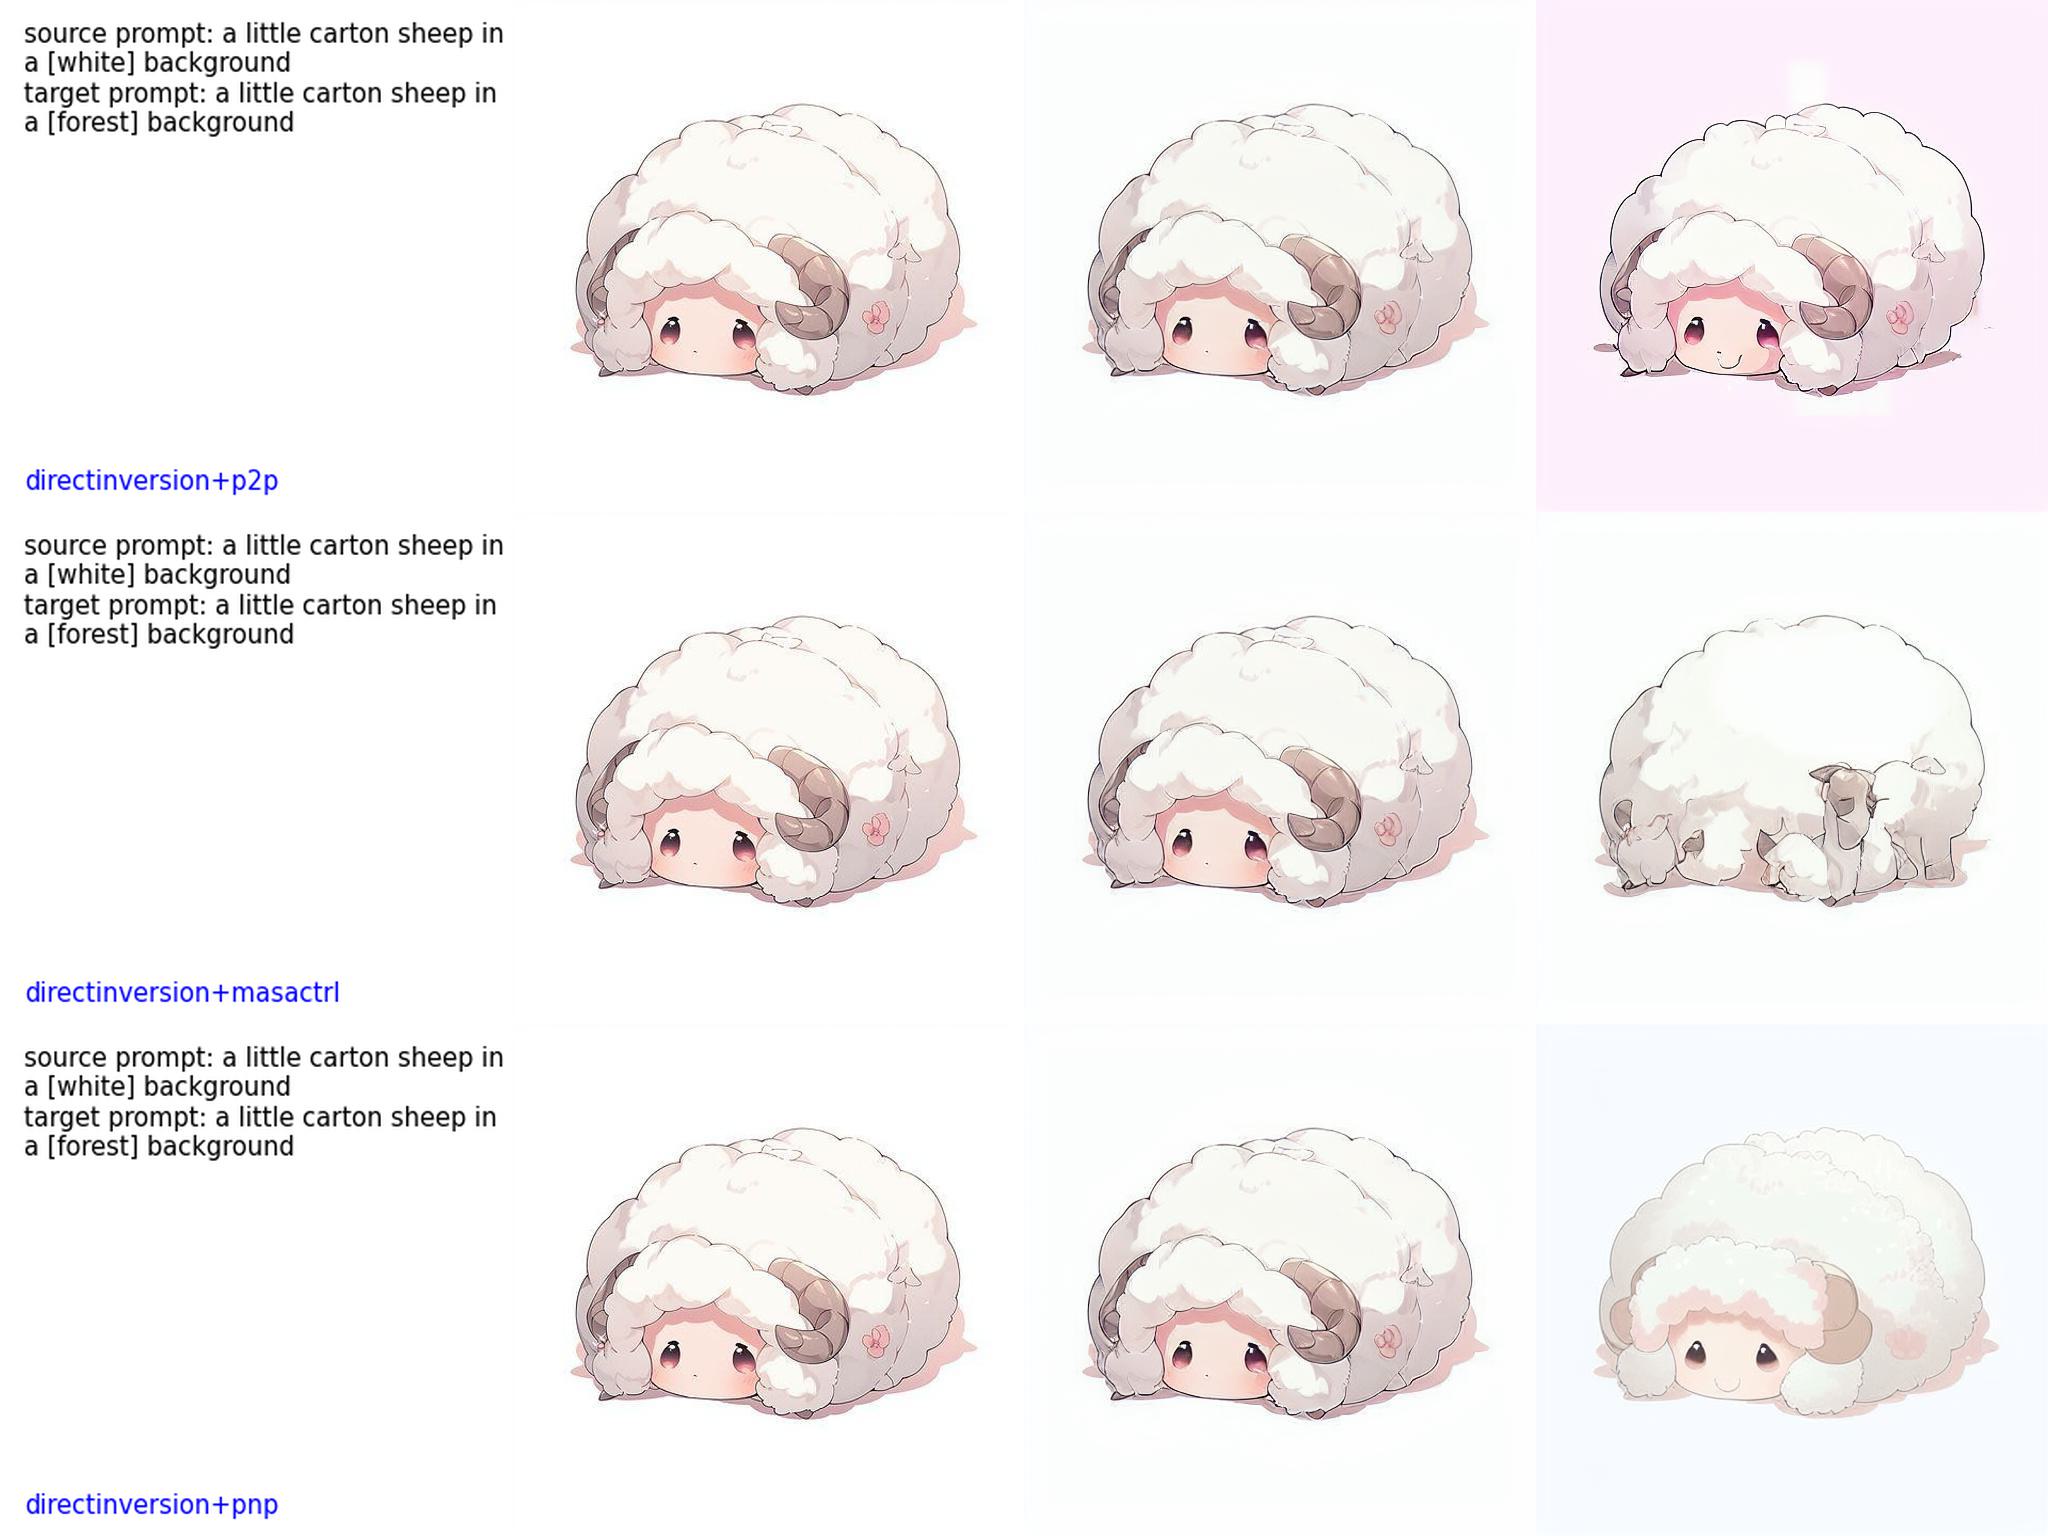 source prompt: a little carton sheep in
a [white] background
target prompt: a little carton sheep in
a [forest] background
directinversion+p2p
source prompt: a little carton sheep in
a [white] background
target prompt: a little carton sheep in
a [forest] background
directinversion+masactrl
source prompt: a little carton sheep in
a [white] background
target prompt: a little carton sheep in
a [forest] background
directinversion+pnp